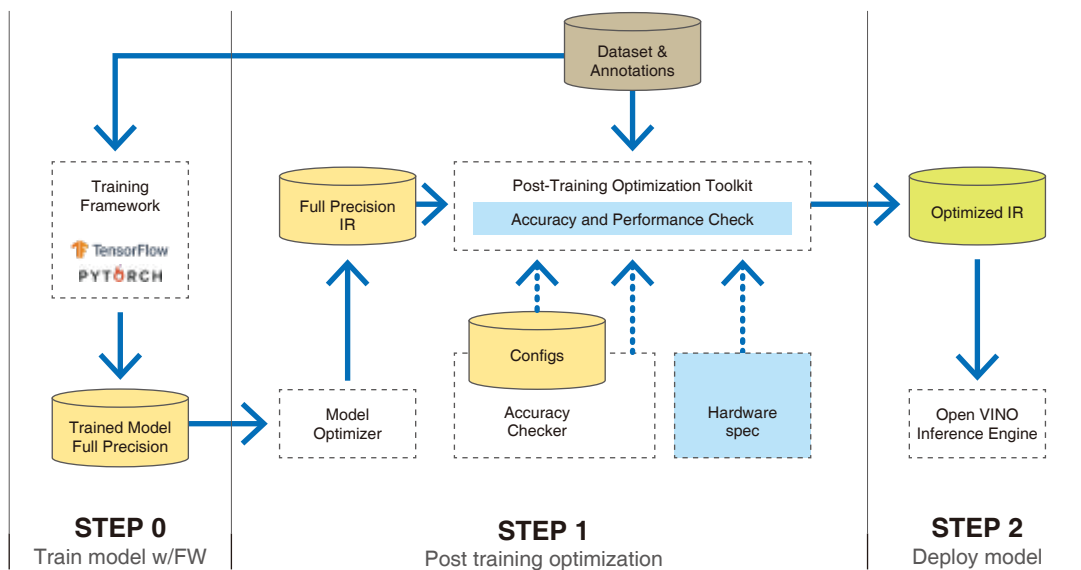 Dataset &
Annotations
Training
Framework
TensorFlow
PYTORCH
Full Precision
IR
Post-Training Optimization Toolkit
Accuracy and Performance Check
Optimized IR
Configs
Trained Model
Full Precision
Model
Optimizer
Accuracy
Checker
Hardware
spec
Open VINO
Inference Engine
STEP 0
Train model w/FW
STEP 1
Post training optimization
STEP 2
Deploy model